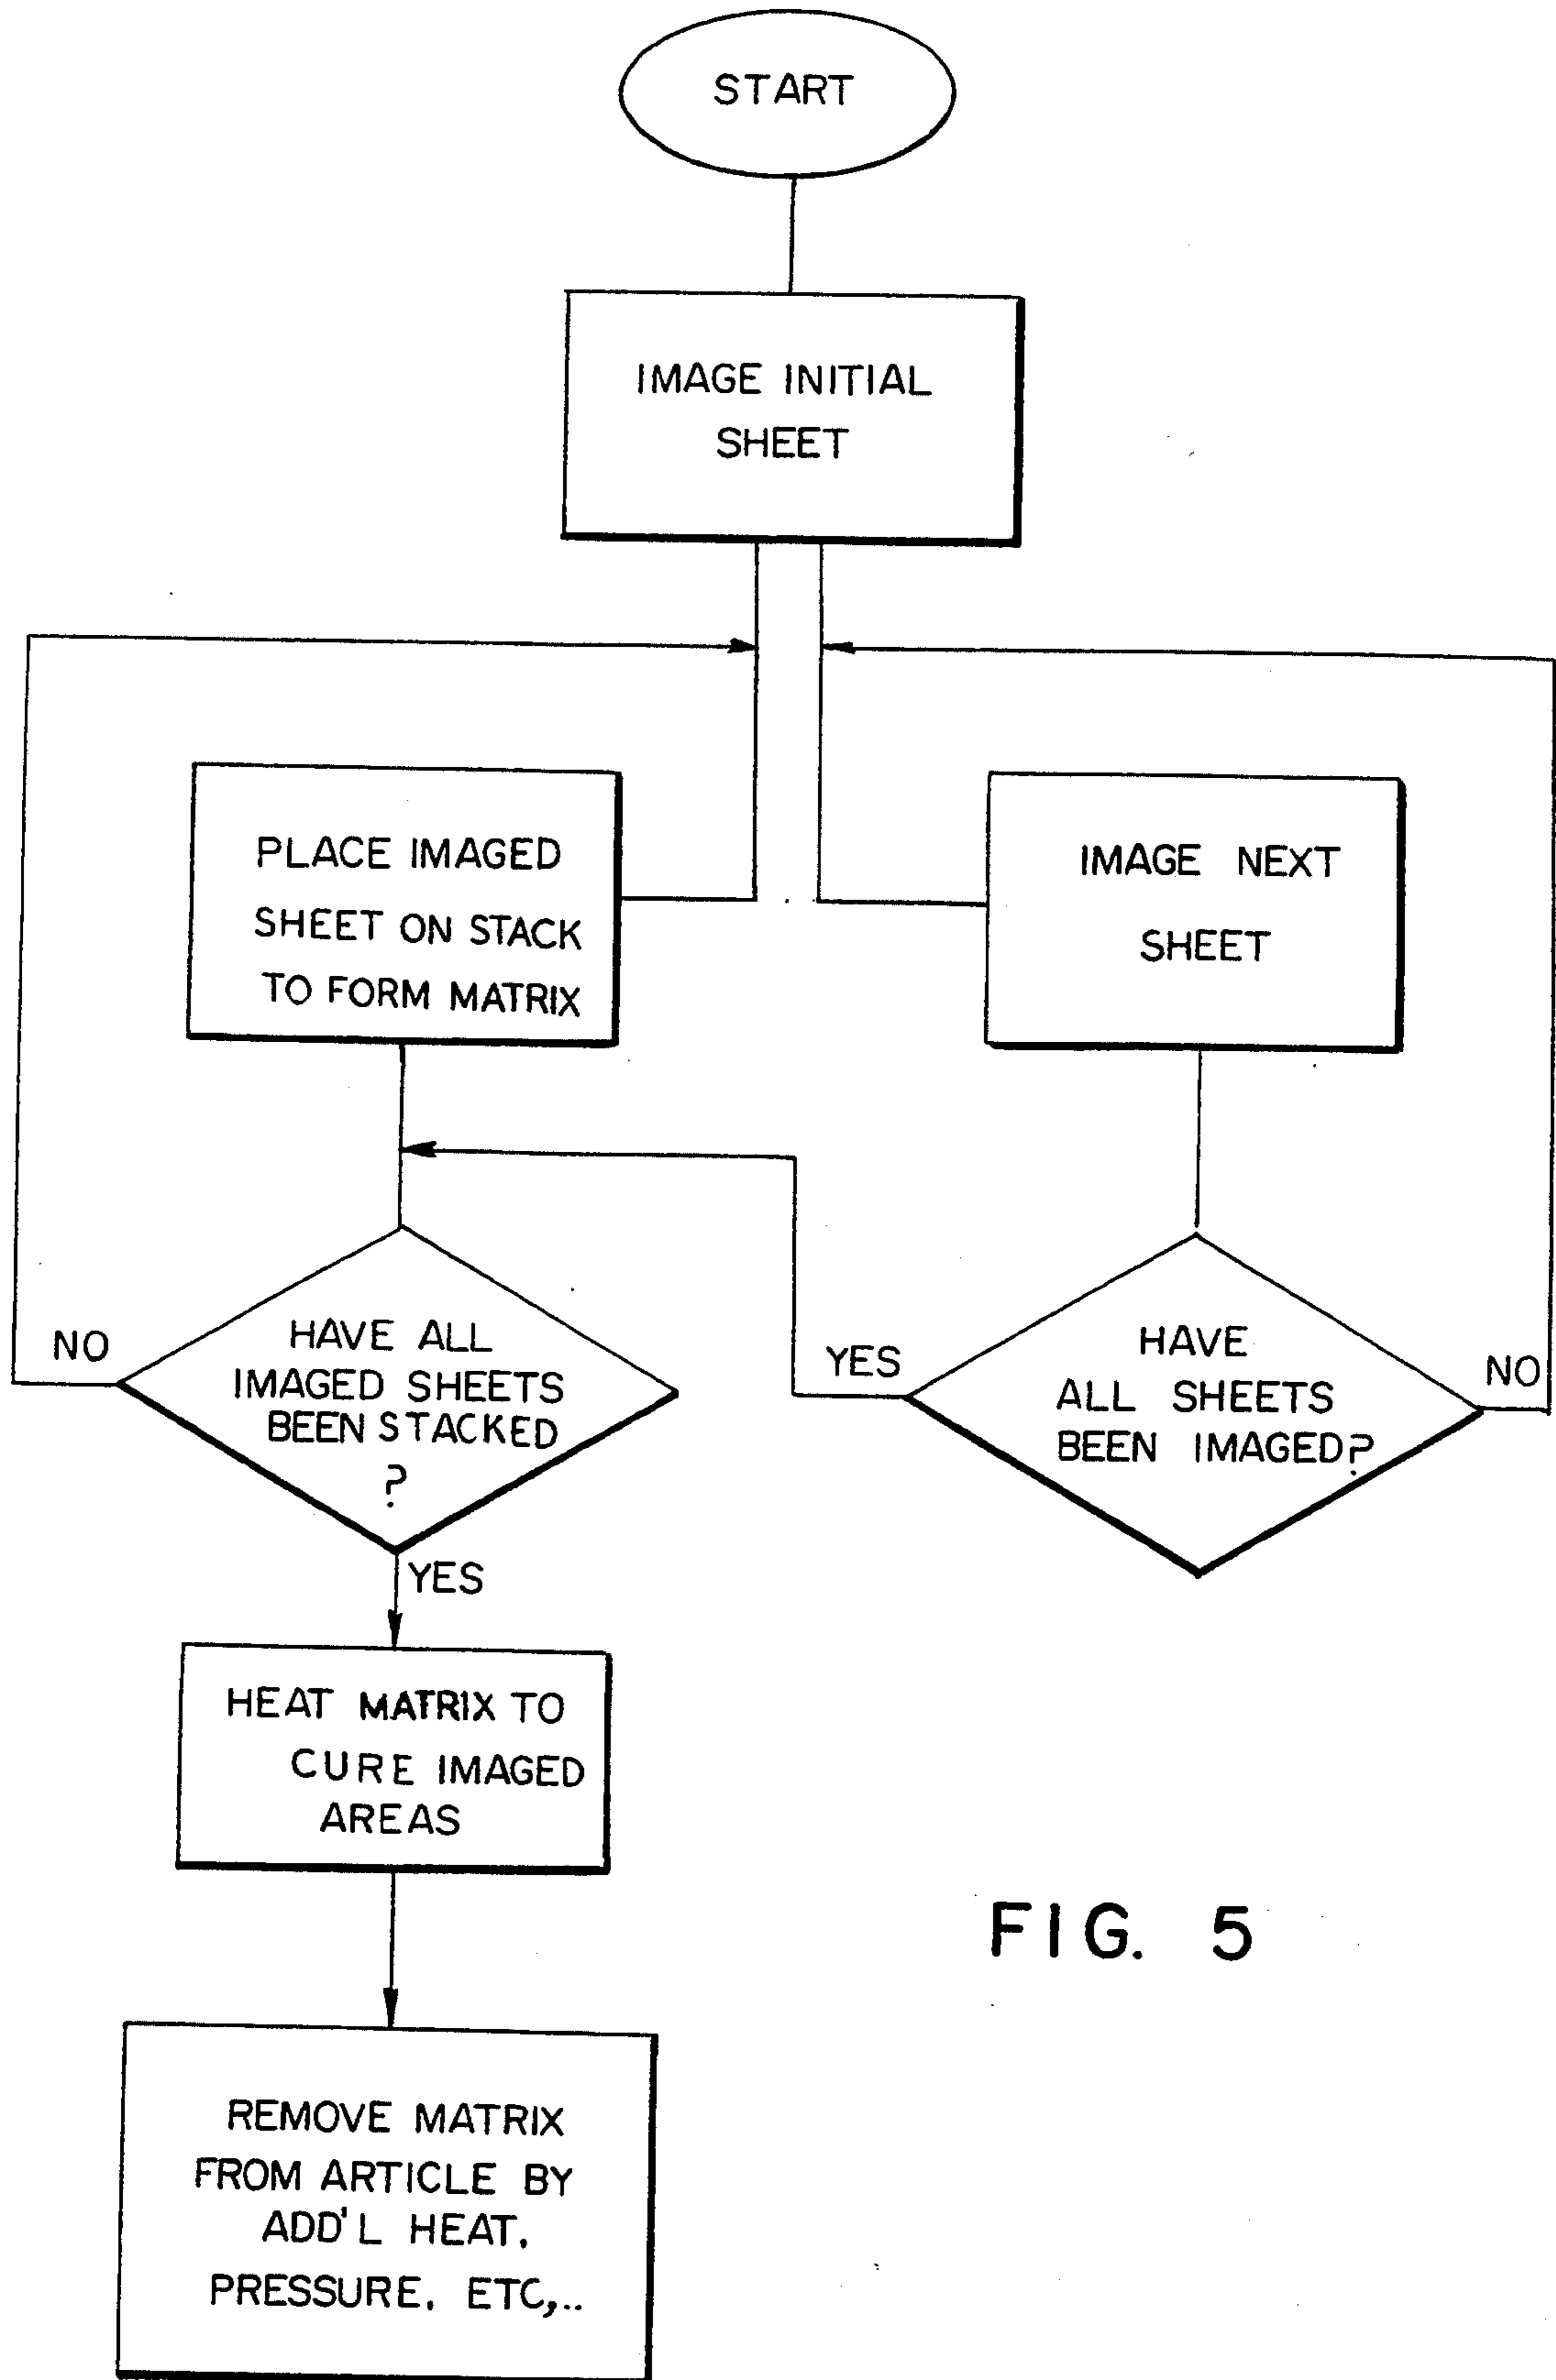 START
IMAGE INITIAL
SHEET
PLACE IMAGED
SHEET ON STACK
TO FORM MATRIX
IMAGE NEXT
SHEET
NO
HAVE ALL
IMAGED SHEETS
BEEN STACKED
?
YES
HAVE
ALL SHEETS
BEEN IMAGED?
NO
YES
HEAT MATRIX TO
CURE IMAGED
AREAS
FIG. 5
REMOVE MATRIX
FROM ARTICLE BY
ADD'L HEAT.
PRESSURE. ETC,..